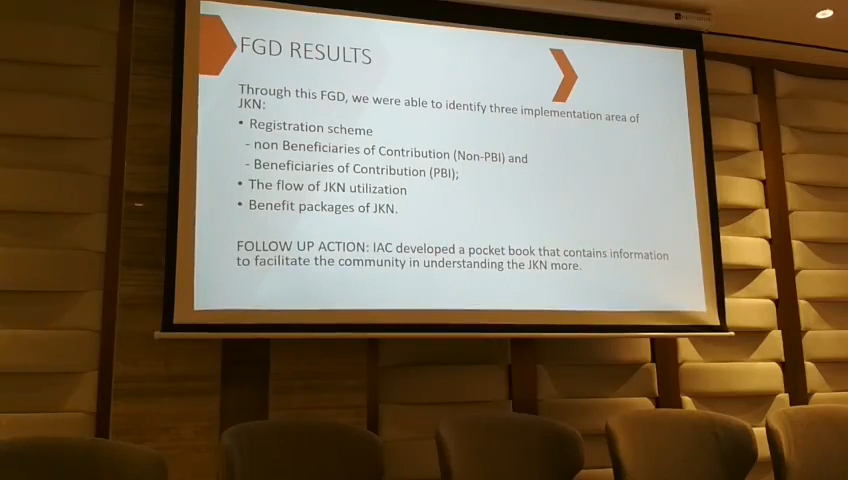 FGD RESULTS
Through this FGD, we were able to identify three implementation area of
JKN:
• Registration scheme
- non Beneficiaries of Contribution (Non-PBI) and
- Beneficiaries of Contribution (PBI);
• The flow of JKN utilization
• Benefit packages of JKN.
FOLLOW UP ACTION: IAC developed a pocket book that contains information
to facilitate the community in understanding the JKN more.